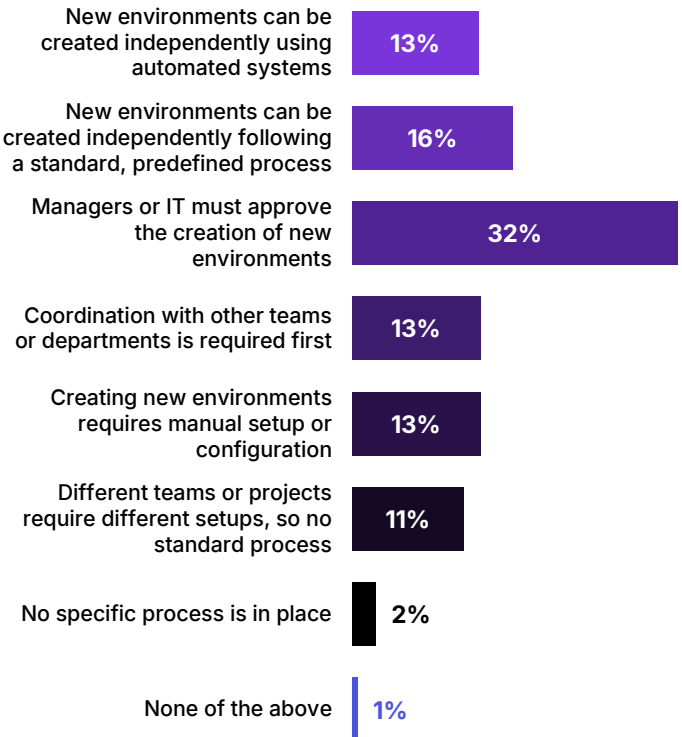 New environments can be
created independently using
automated systems
13%
New environments can be
created independently following
a standard, predefined process
16%
Managers or IT must approve
the creation of new
environments
32%
Coordination with other teams
or departments is required first
13%
Creating new environments
requires manual setup or
configuration
13%
Different teams or projects
require different setups, so no
standard process
11%
No specific process is in place
2%
None of the above
1%